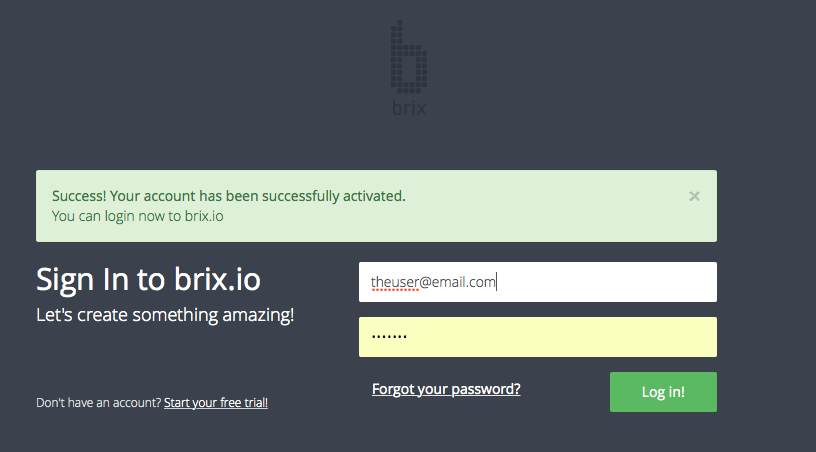 brix
Success! Your account has been successfully activated.
×
You can login now to brix.io
Sign In to brix.io
Let's create something amazing!
theuser@email.com
•••••••
Forgot your password?
Log in!
Don't have an account? Start your free trial!